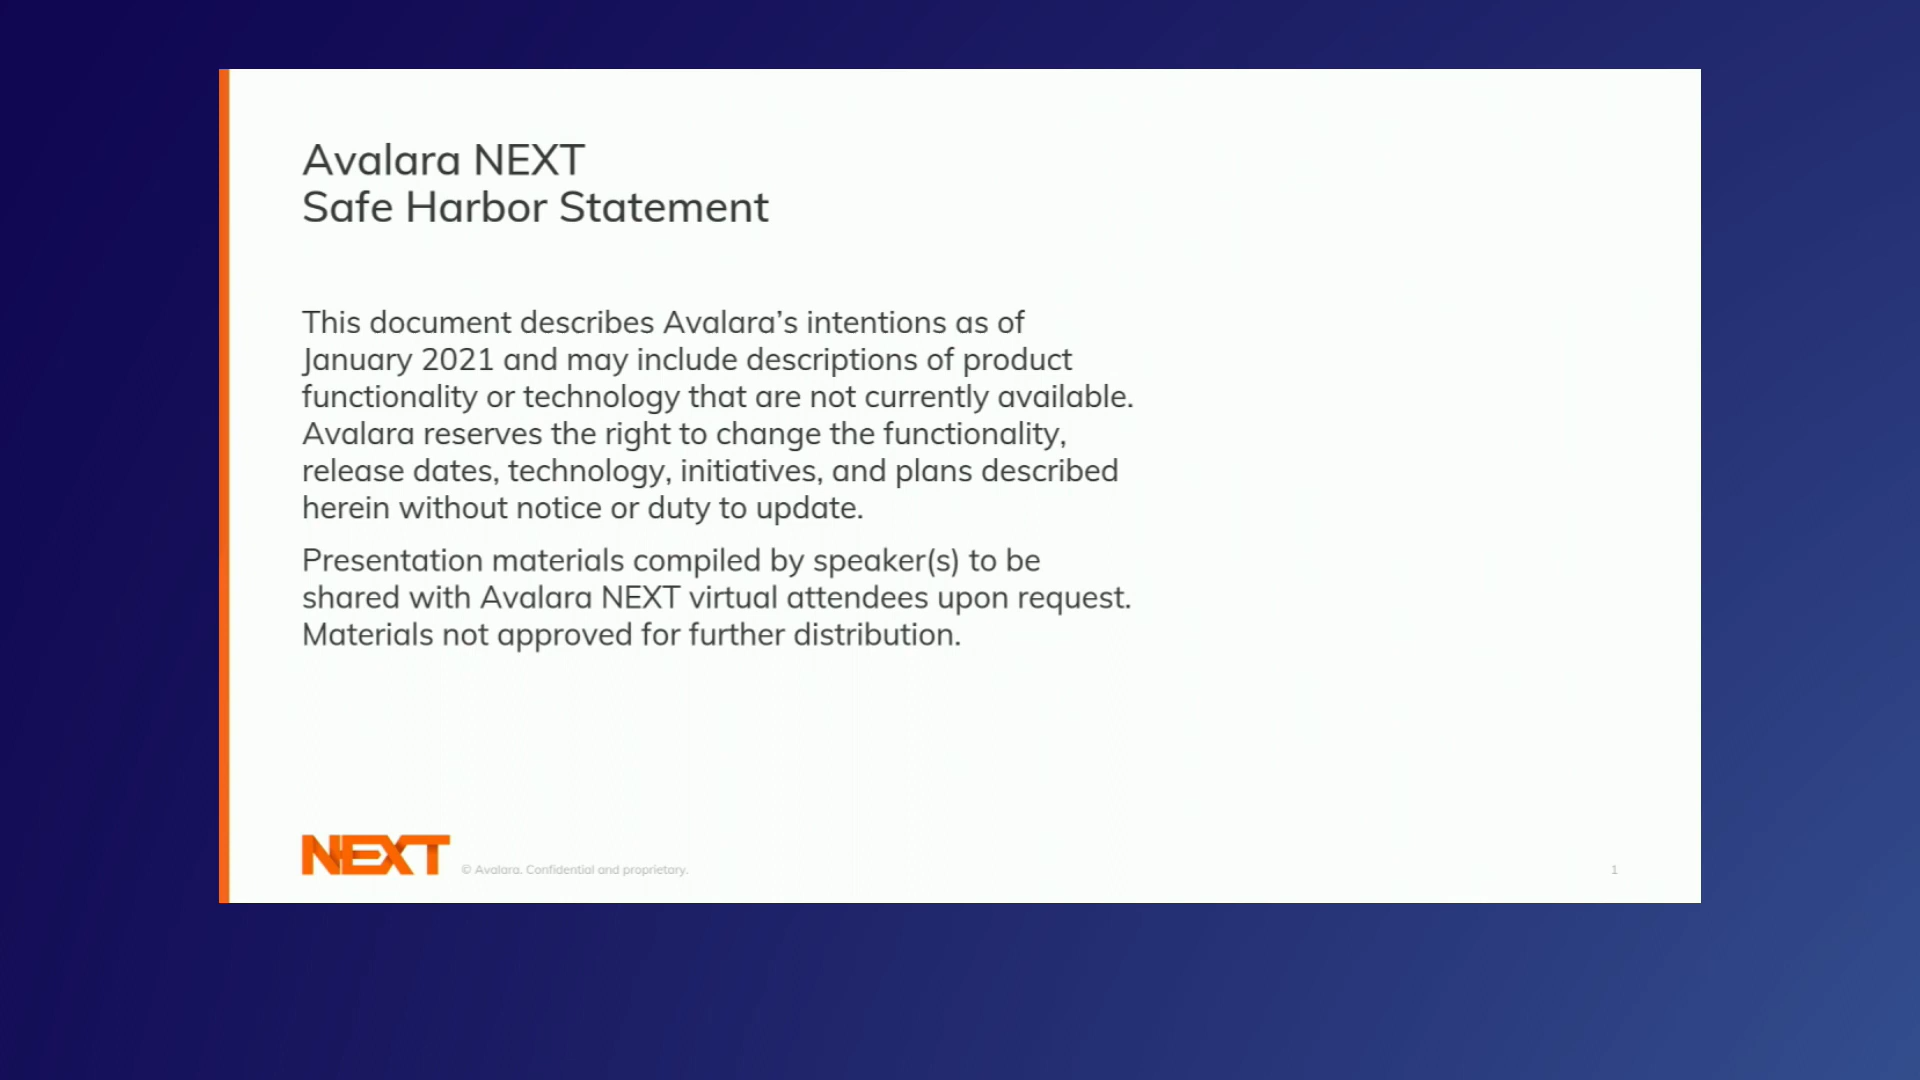 Avalara NEXT
Safe Harbor Statement
This document describes Avalara’s intentions as of
January 2021 and may include descriptions of product
functionality or technology that are not currently available.
Avalara reserves the right to change the functionality,
release dates, technology, initiatives, and plans described
herein without notice or duty to update.
Presentation materials compiled by speaker(s) to be
shared with Avalara NEXT virtual attendees upon request.
Materials not approved for further distribution.
NEXT © Avalara. Confidential and proprietary. 1